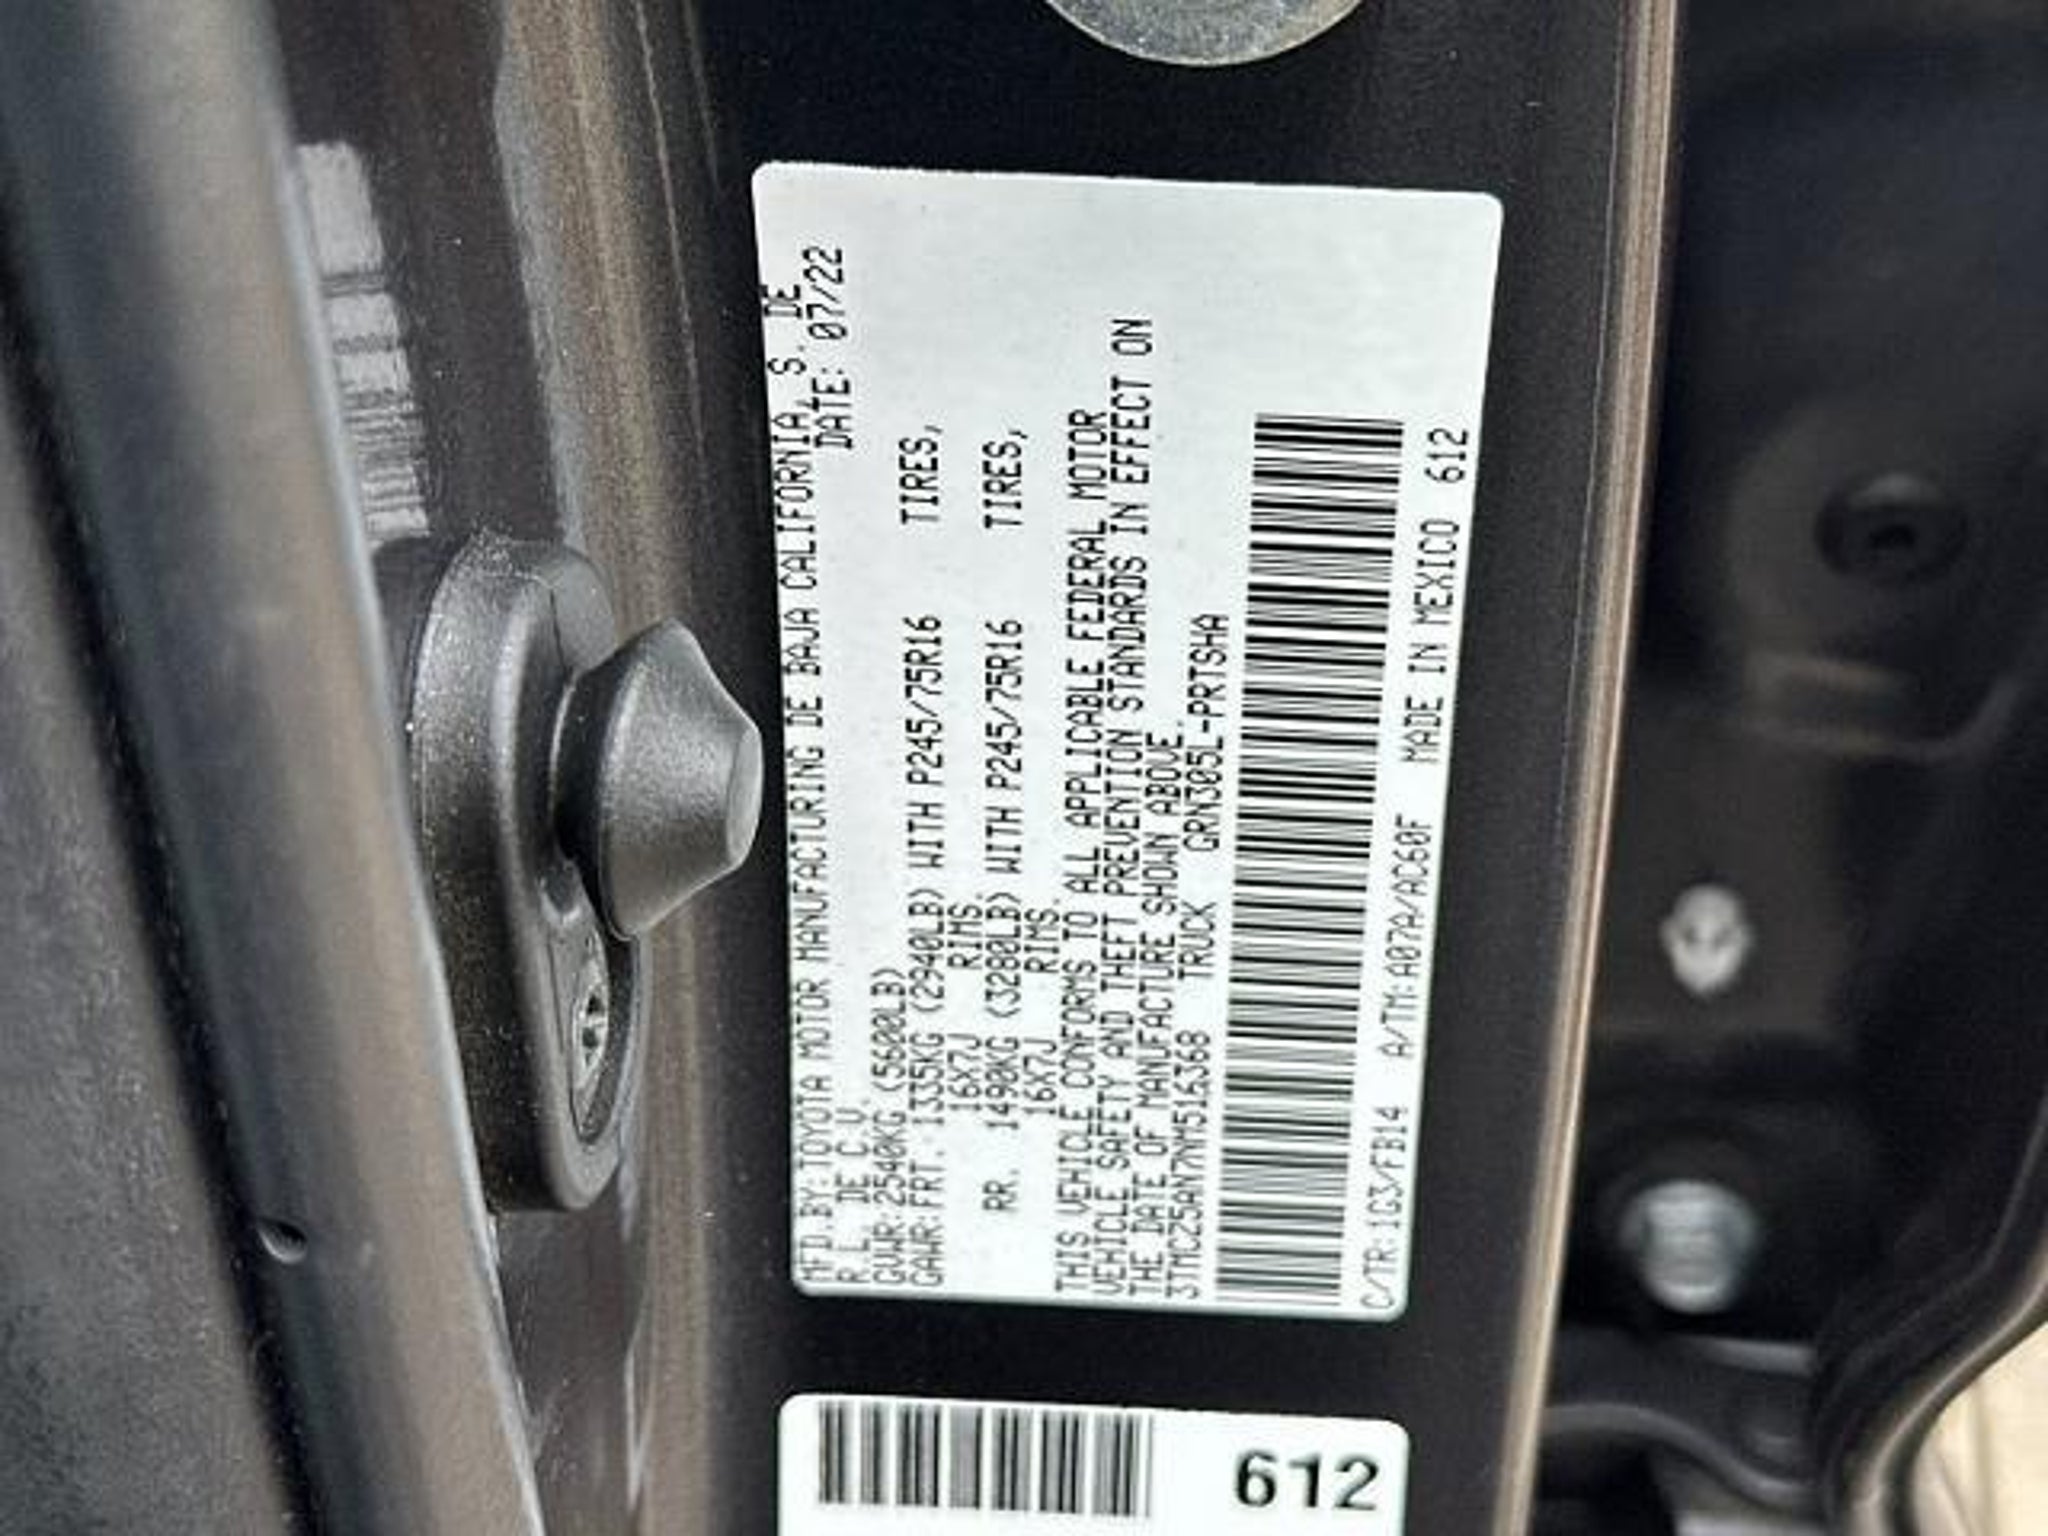 MFD.BY:TOYOTA MOTOR MANUFACTURING DE BAJA CALIFORNIA, S. DE
R.L. DE C.V. DATE: 07/22
GVWR:2540KG (5600LB)
GAWR:FRT. 1335KG (2940LB) WITH P245/75R16 TIRES,
16X7J RIMS.
RR. 1490KG (3280LB) WITH P245/75R16 TIRES,
16X7J RIMS.
THIS VEHICLE CONFORMS TO ALL APPLICABLE FEDERAL MOTOR
VEHICLE SAFETY AND THEFT PREVENTION STANDARDS IN EFFECT ON
THE DATE OF MANUFACTURE SHOWN ABOVE.
3TMCZ5AN7NM516368 TRUCK GRN305L-PRTSHA
C/TR:1G3/FB14 A/TM:A07A/AC60F MADE IN MEXICO 612
612